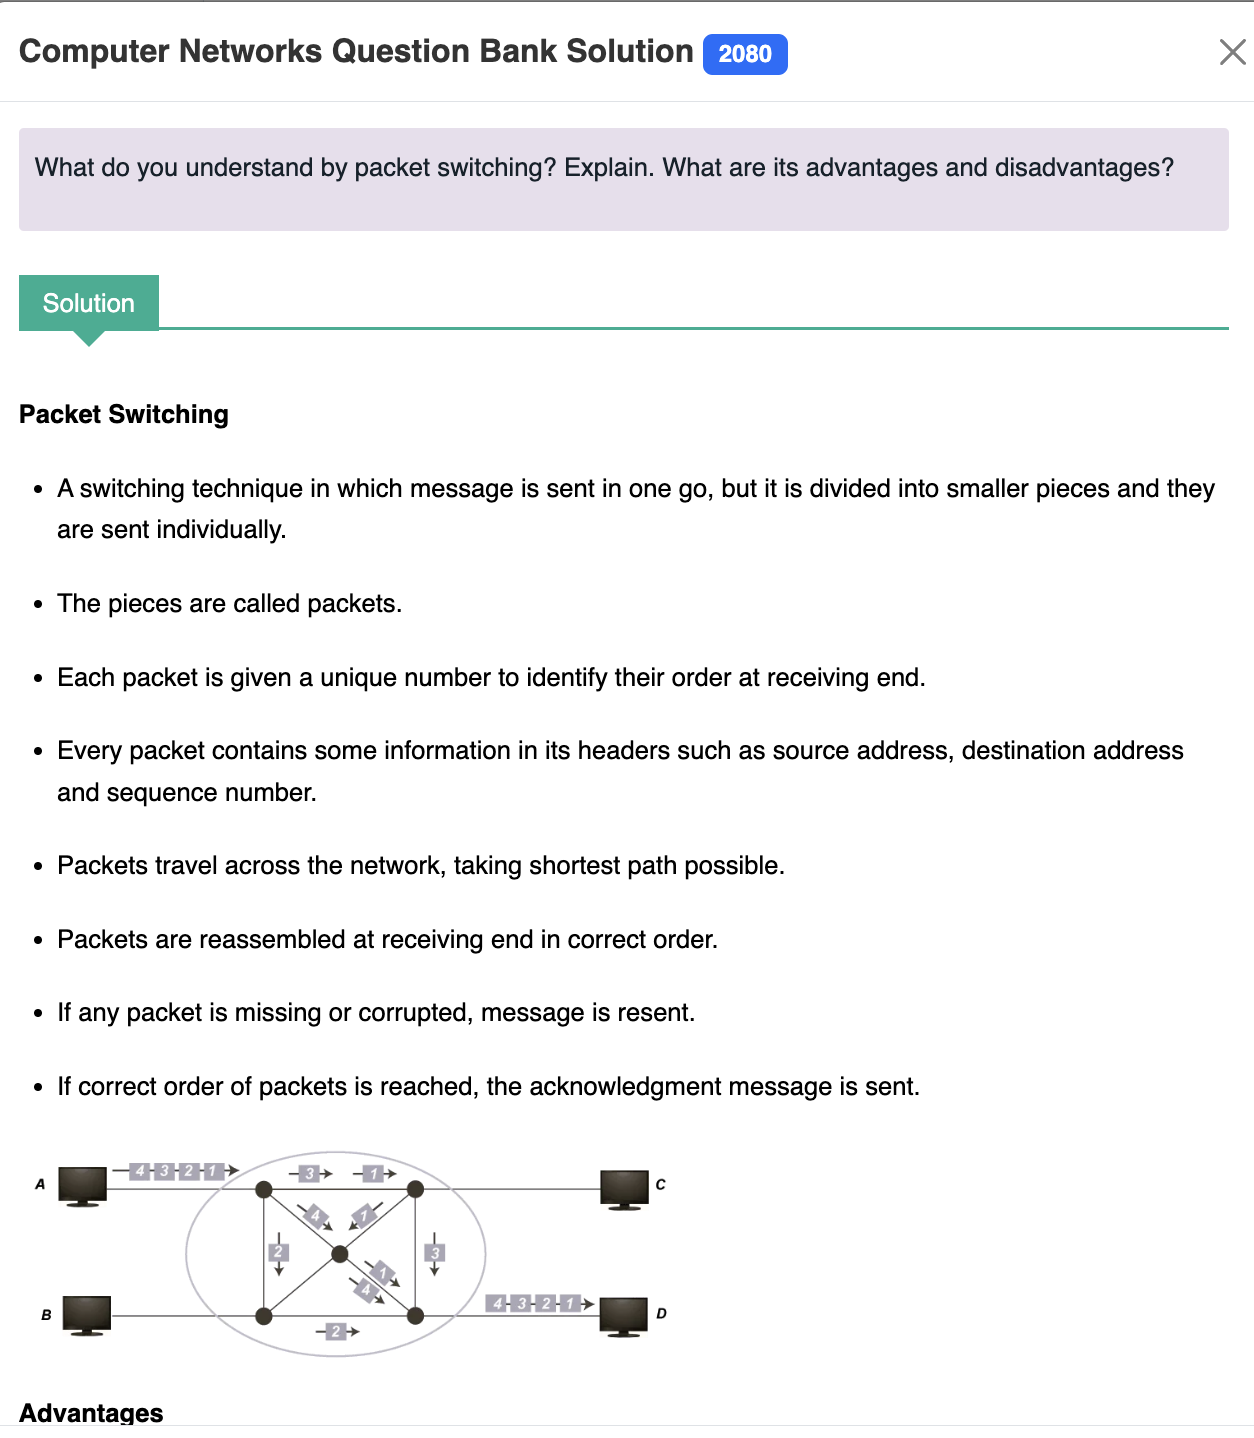 Computer Networks Question Bank Solution 2080
What do you understand by packet switching? Explain. What are its advantages and disadvantages?
Solution
Packet Switching
• A switching technique in which message is sent in one go, but it is divided into smaller pieces and they
are sent individually.
• The pieces are called packets.
• Each packet is given a unique number to identify their order at receiving end.
• Every packet contains some information in its headers such as source address, destination address
and sequence number.
• Packets travel across the network, taking shortest path possible.
• Packets are reassembled at receiving end in correct order.
• If any packet is missing or corrupted, message is resent.
• If correct order of packets is reached, the acknowledgment message is sent.
4 3 2 1
3 1
A
C
4 1
2
3
1
4
4 3 2 1
B
D
2
Advantages